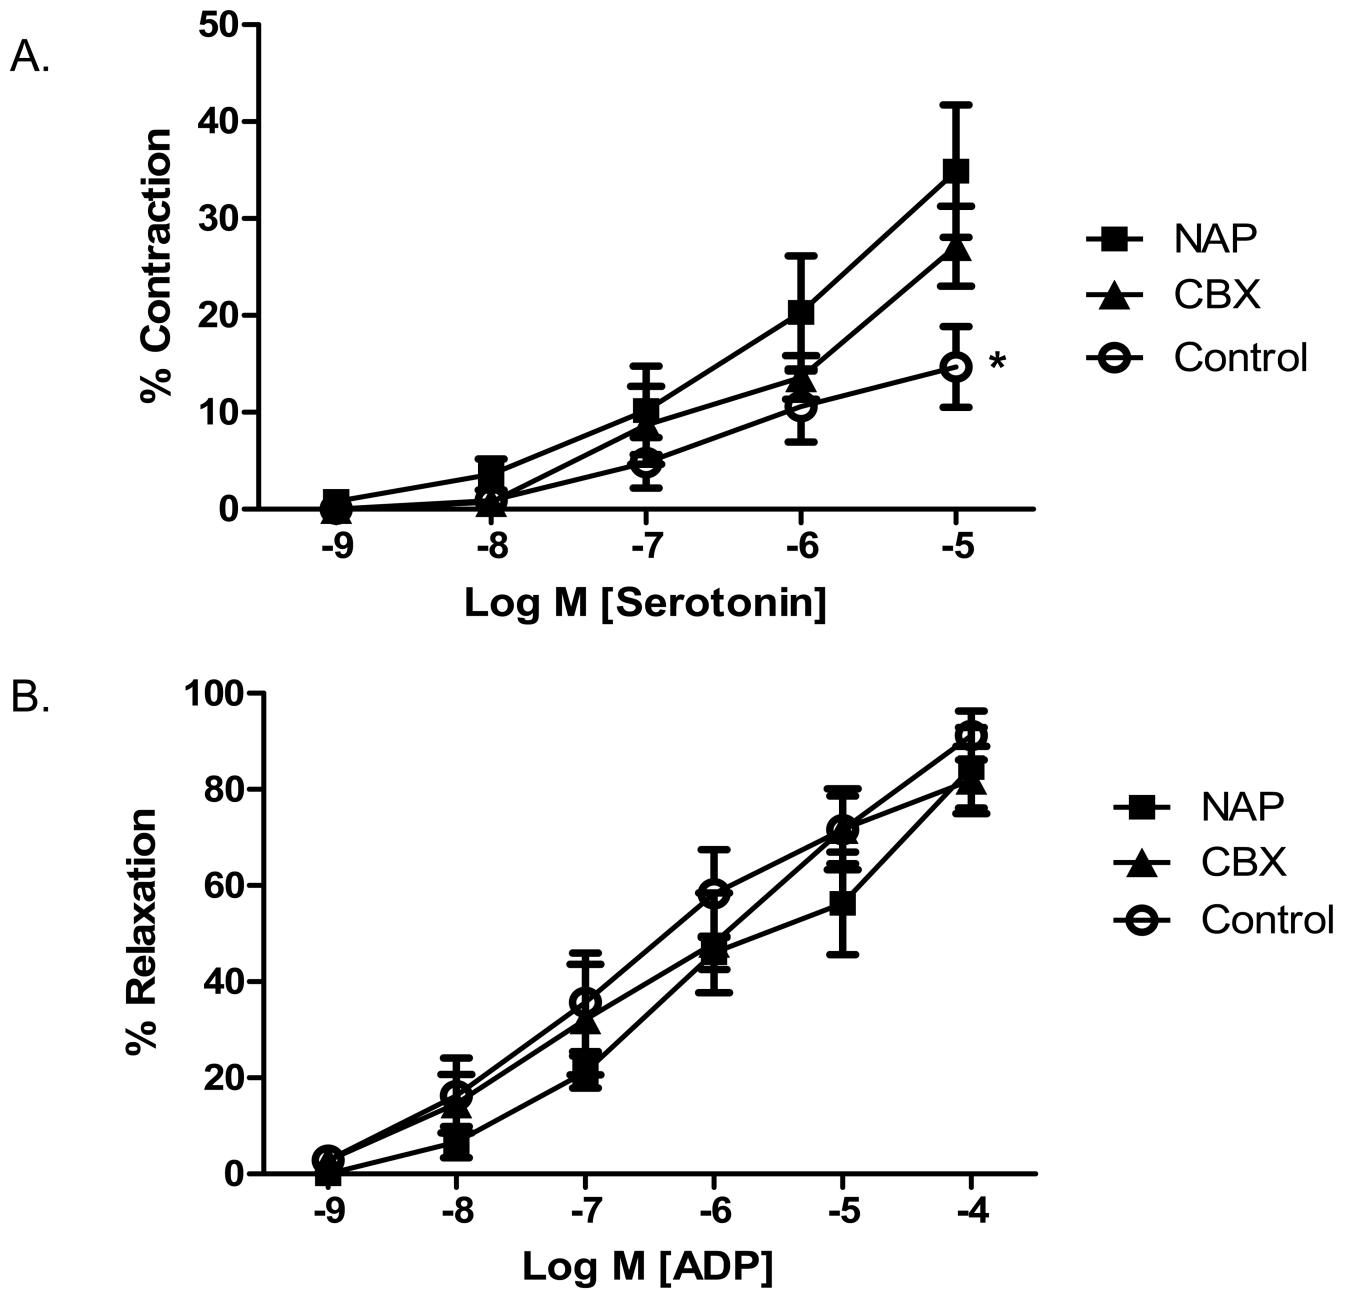 A.
50
40
30
20
10
0
% Contraction
-9 -8 -7 -6 -5
Log M [Serotonin]
*
NAP
CBX
Control
B.
100
80
60
40
20
0
% Relaxation
-9 -8 -7 -6 -5 -4
Log M [ADP]
NAP
CBX
Control